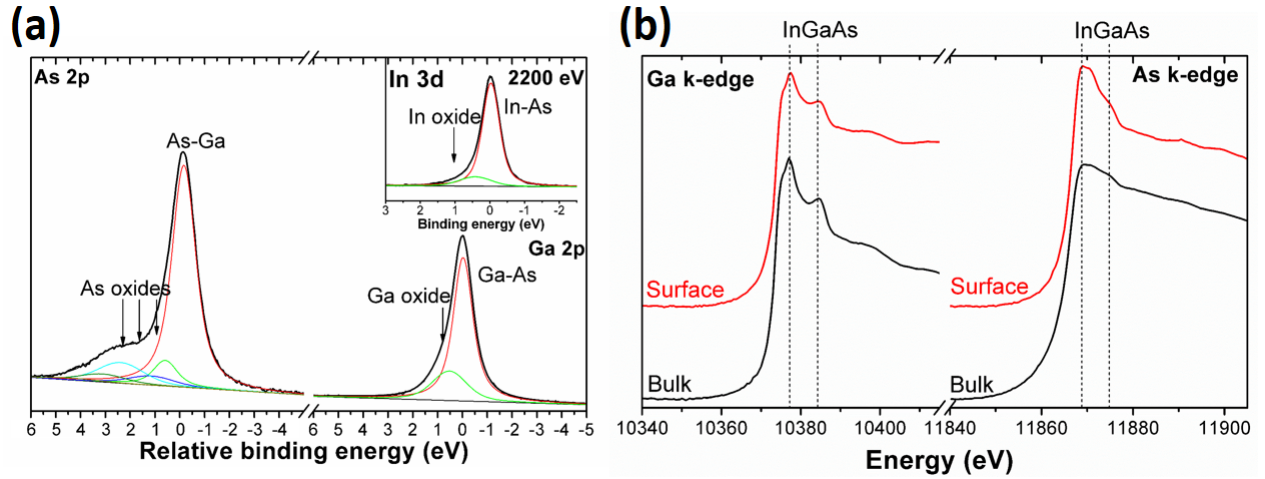 (a)
As 2p
As-Ga
As oxides
In 3d
2200 eV
In oxide
In-As
3 2 1 0 -1 -2
Binding energy (eV)
Ga 2p
Ga oxide
Ga-As
6 5 4 3 2 1 0 -1 -2 -4 6 5 4 3 2 1 0 -1 -2 -3 -4 -5
Relative binding energy (eV)
(b)
InGaAs InGaAs
Ga k-edge
As k-edge
Surface
Surface
Bulk
Bulk
10340 10360 10380 10400 11840 11860 11880 11900
Energy (eV)